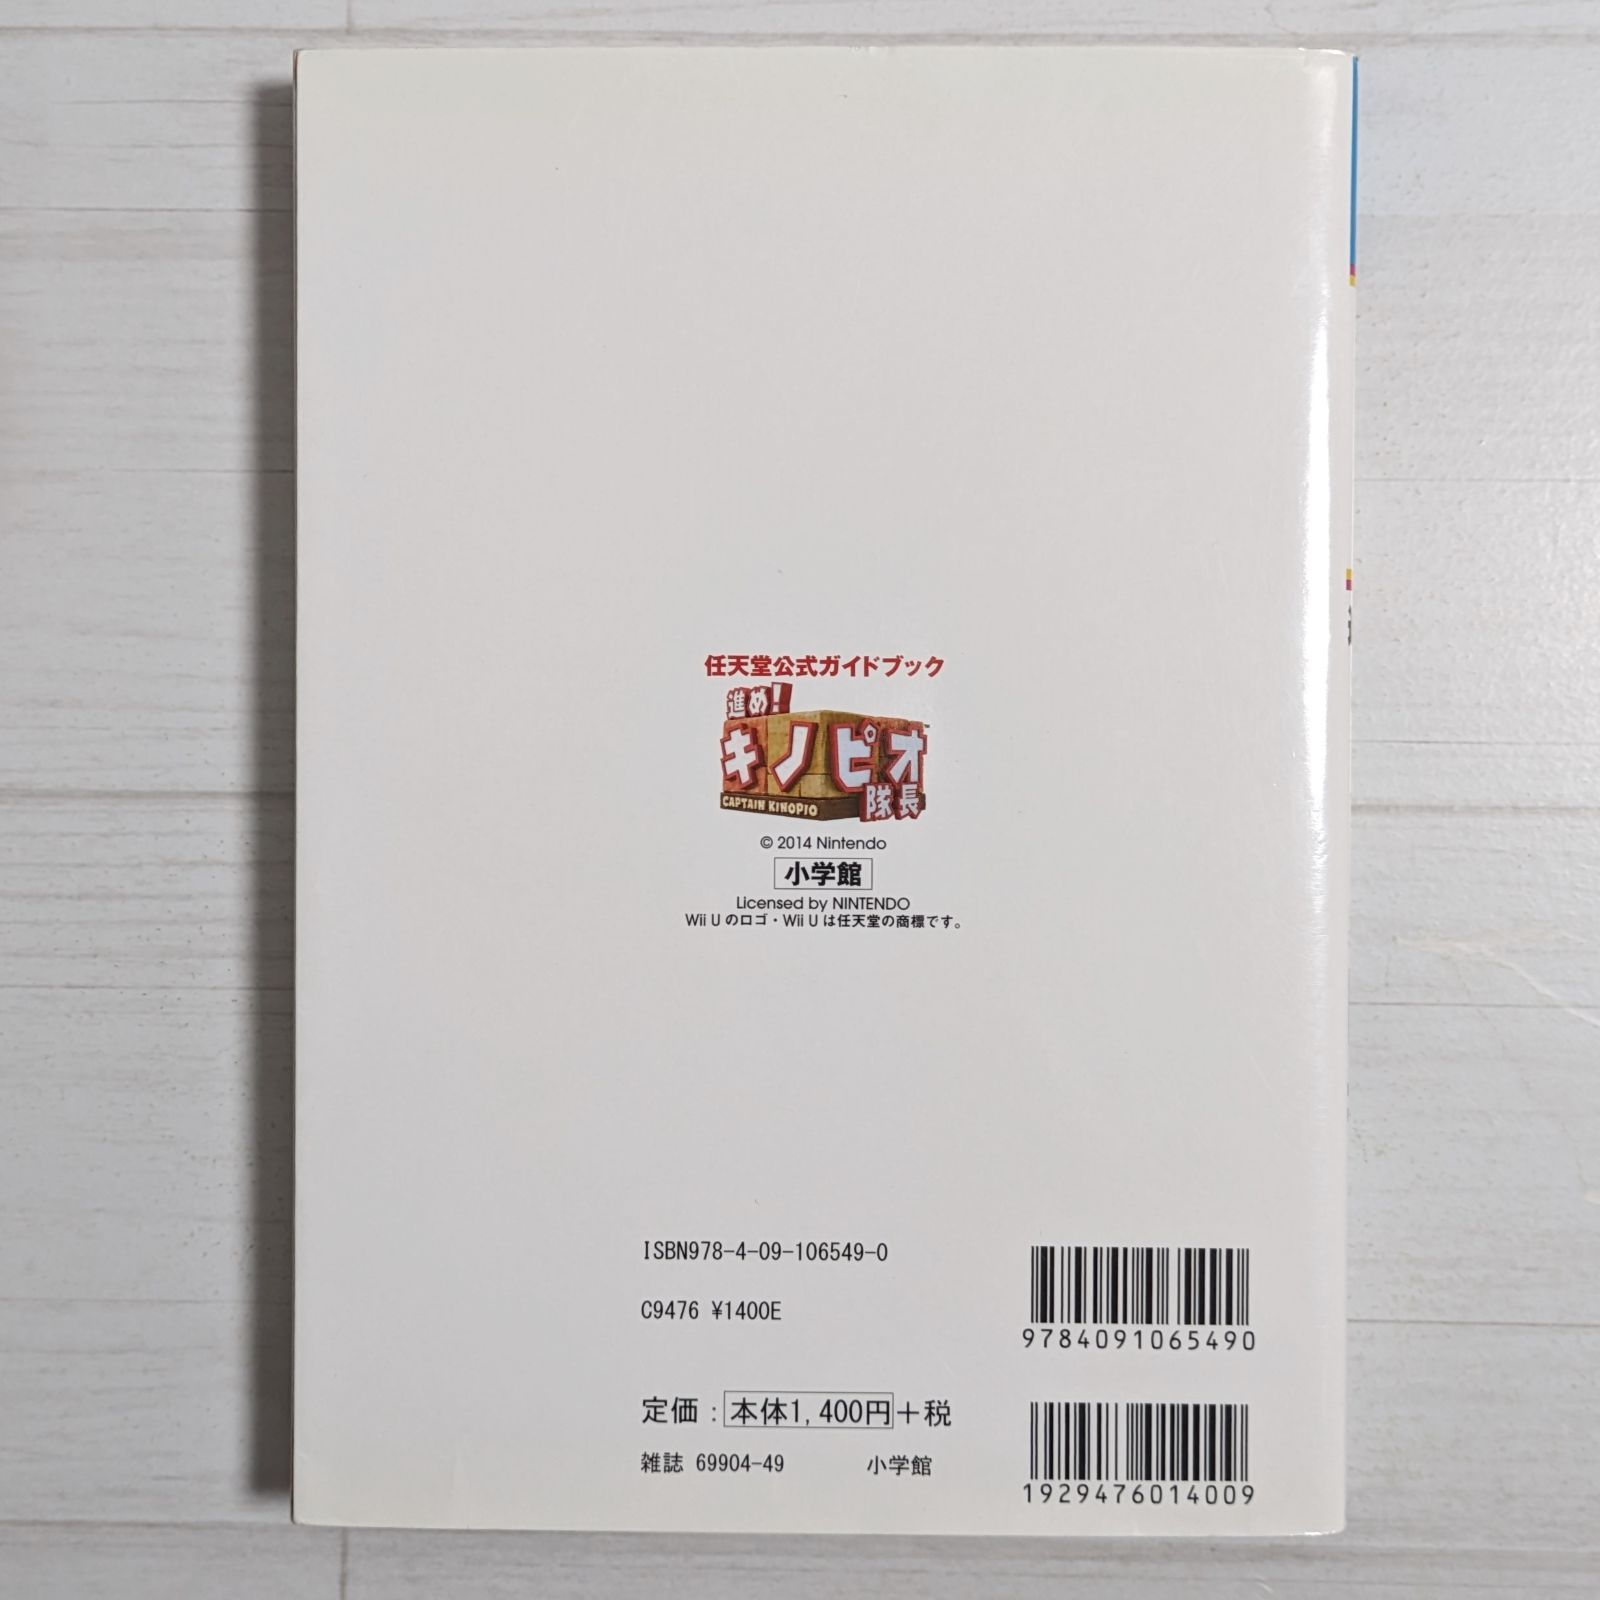 任天堂公式ガイドブック
進め!
キノピオ
隊長
CAPTAIN KINOPIO
© 2014 Nintendo
小学館
Licensed by NINTENDO
Wii U のロゴ・Wii U は任天堂の商標です。
ISBN978-4-09-106549-0
C9476 ¥1400E
9784091065490
定価：本体1,400円+税
雑誌 69904-49 小学館
1929476014009